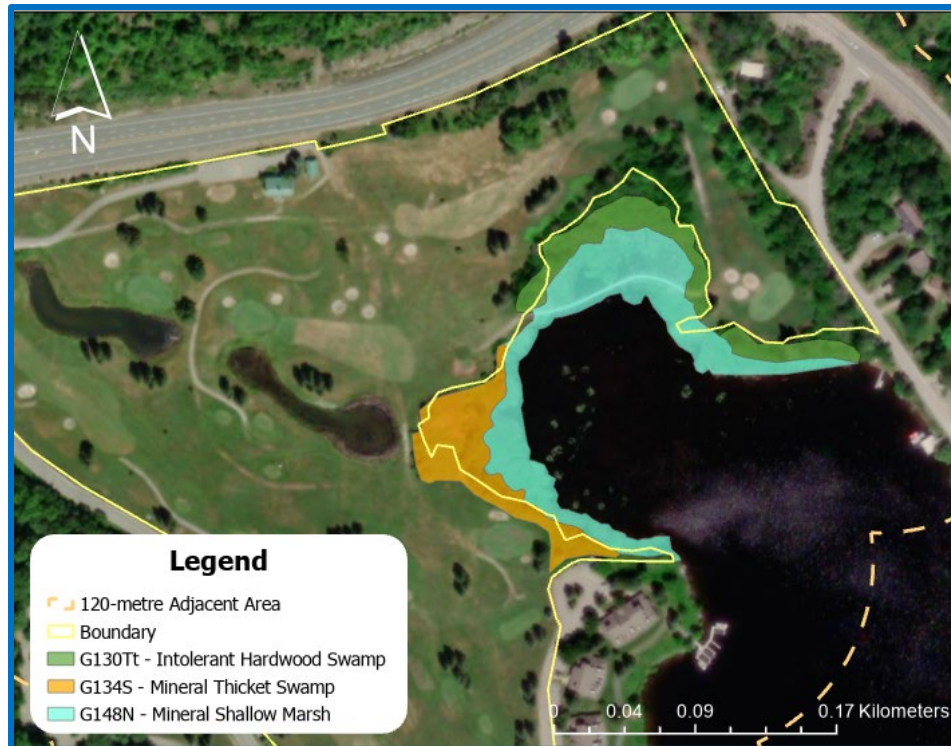 N
Legend
120-metre Adjacent Area
Boundary
G130Tt - Intolerant Hardwood Swamp
G134S - Mineral Thicket Swamp
G148N - Mineral Shallow Marsh
0 0.04 0.09 0.17 Kilometers